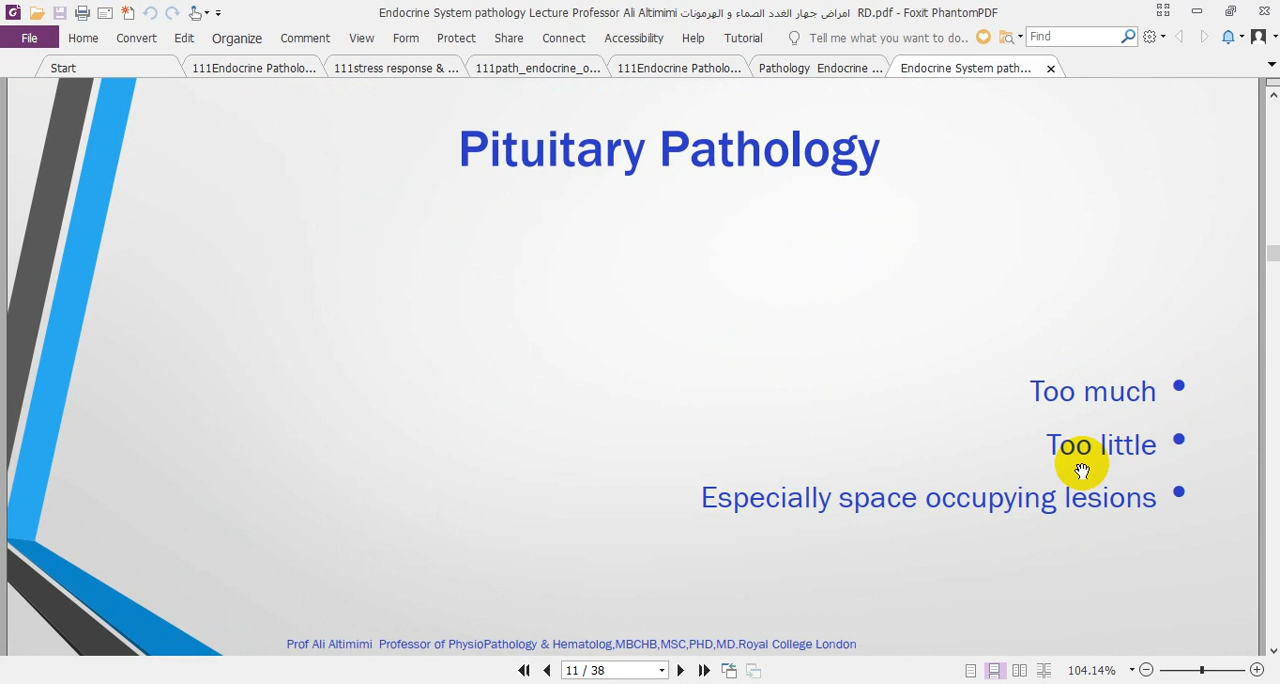 Endocrine System pathology Lecture Professor Ali Altimimi امراض جهار الغدد الصماء و الهرمونات RD.pdf - Foxit PhantomPDF
File Home Convert Edit Organize Comment View Form Protect Share Connect Accessibility Help Tutorial Tell me what you want to do.. Find
Start 111Endocrine Patholo... 111stress response & ... 111path_endocrine_o... 111Endocrine Patholo... Pathology Endocrine ... Endocrine System path...
Pituitary Pathology
Too much •
Too little •
Especially space occupying lesions •
Prof Ali Altimimi Professor of PhysioPathology & Hematolog,MBCHB,MSC,PHD,MD.Royal College London
11 / 38 104.14%